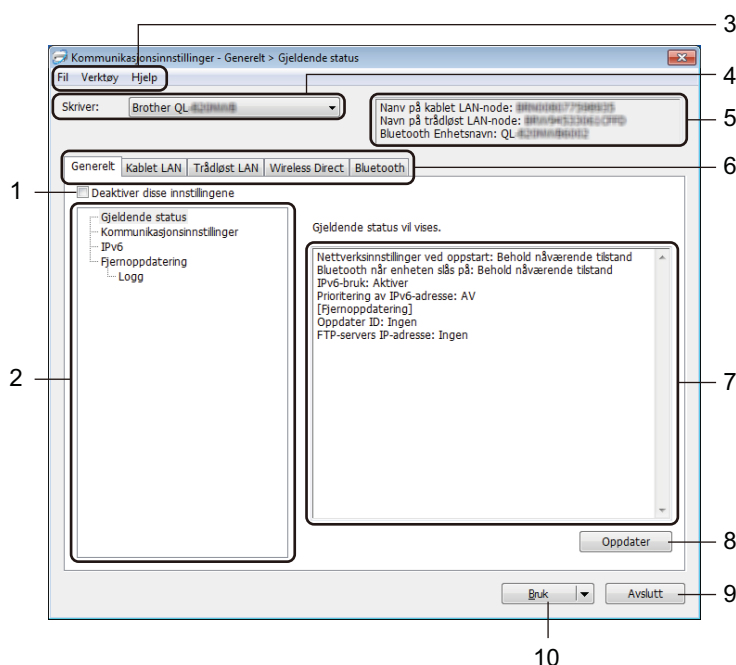 3
Kommunikasjonsinnstillinger - Generelt > Gjeldende status
Fil Verktøy Hjelp
4
Skriver: Brother QL
Nanv på kablet LAN-node:
Navn på trådløst LAN-node:
Bluetooth Enhetsnavn: QL
5
Generelt Kablet LAN Trådløst LAN Wireless Direct Bluetooth
6
1
Deaktiver disse innstillingene
Gjeldende status
Kommunikasjonsinnstillinger
IPv6
Fjernoppdatering
Logg
2
Gjeldende status vil vises.
Nettverksinnstillinger ved oppstart: Behold nåværende tilstand
Bluetooth når enheten slås på: Behold nåværende tilstand
IPv6-bruk: Aktiver
Prioritering av IPv6-adresse: AV
[Fjernoppdatering]
Oppdater ID: Ingen
FTP-servers IP-adresse: Ingen
7
Oppdater
8
Bruk
Avslutt
9
10